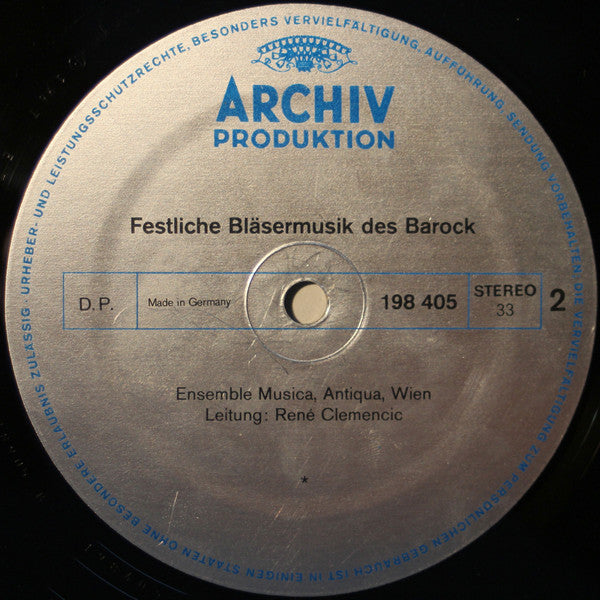 URHEBER- UND LEISTUNGSSCHUTZRECHTE, BESONDERS VERVIELFÄLTIGUNG, AUFFÜHRUNG, SENDUNG VORBEHALTEN. DIE VERVIELFÄLTIGUNG ZUM PERSÖNLICHEN GEBRAUCH IST IN EINIGEN STAATEN OHNE BESONDERE ERLAUBNIS ZULÄSSIG ·
ARCHIV
PRODUKTION
Festliche Bläsermusik des Barock
D.P. Made in Germany 198 405 STEREO 33 2
Ensemble Musica, Antiqua, Wien
Leitung: René Clemencic
*